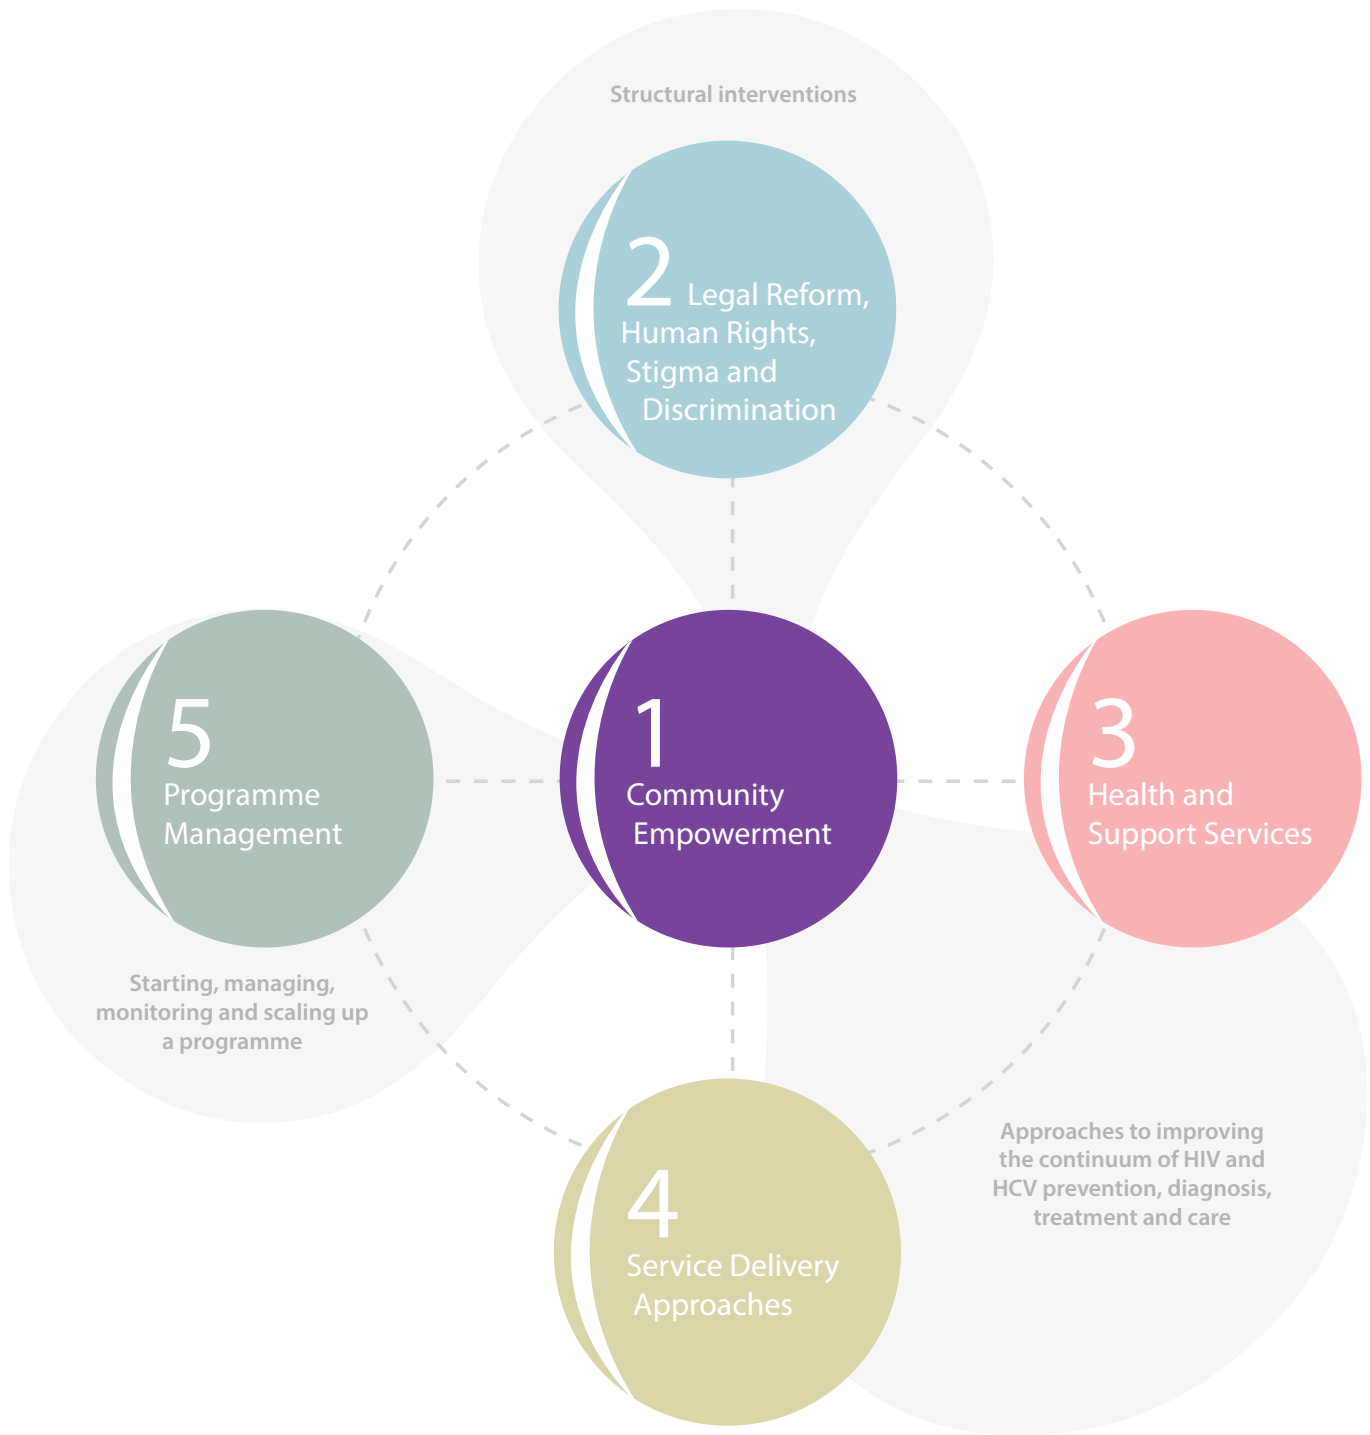 Structural interventions
2 Legal Reform,
Human Rights,
Stigma and
Discrimination
5
Programme
Management
1
Community
Empowerment
3
Health and
Support Services
Starting, managing,
monitoring and scaling up
a programme
Approaches to improving
the continuum of HIV and
HCV prevention, diagnosis,
treatment and care
4
Service Delivery
Approaches